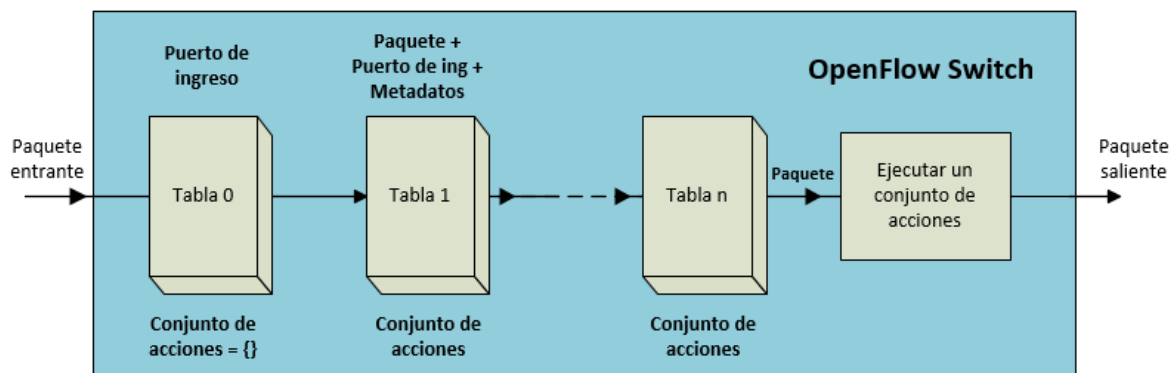 Puerto de
ingreso
Paquete +
Puerto de ing +
Metadatos
OpenFlow Switch
Paquete
entrante
Tabla 0
Tabla 1
Tabla n
Paquete
Ejecutar un
conjunto de
acciones
Paquete
saliente
Conjunto de
acciones = {}
Conjunto de
acciones
Conjunto de
acciones